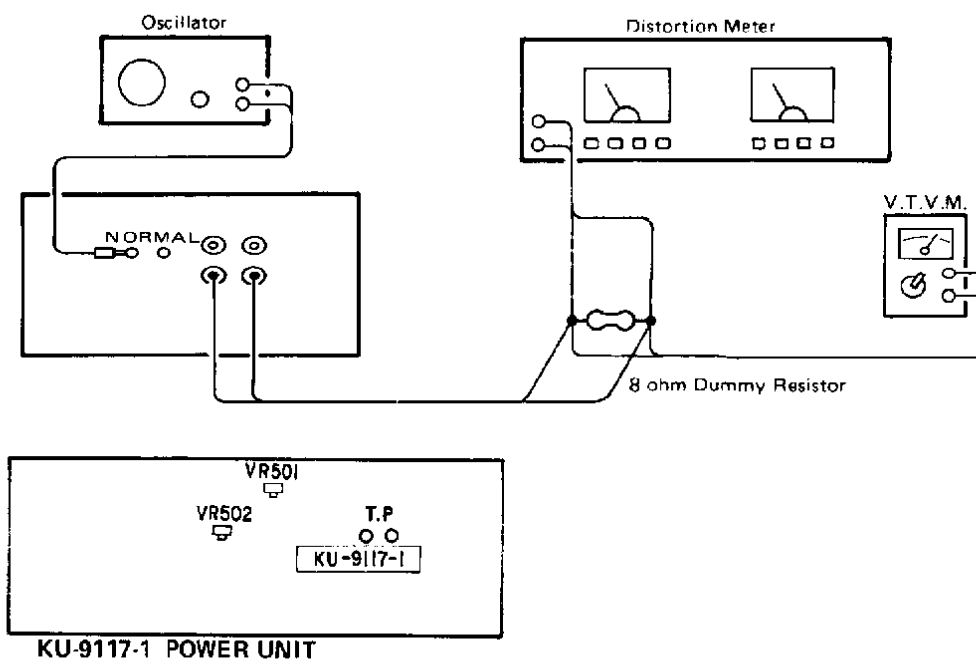 Oscillator
Distortion Meter
V.T.V.M.
NORMAL
8 ohm Dummy Resistor
VR501
VR502
T.P
KU-9117-1
KU-9117-1 POWER UNIT